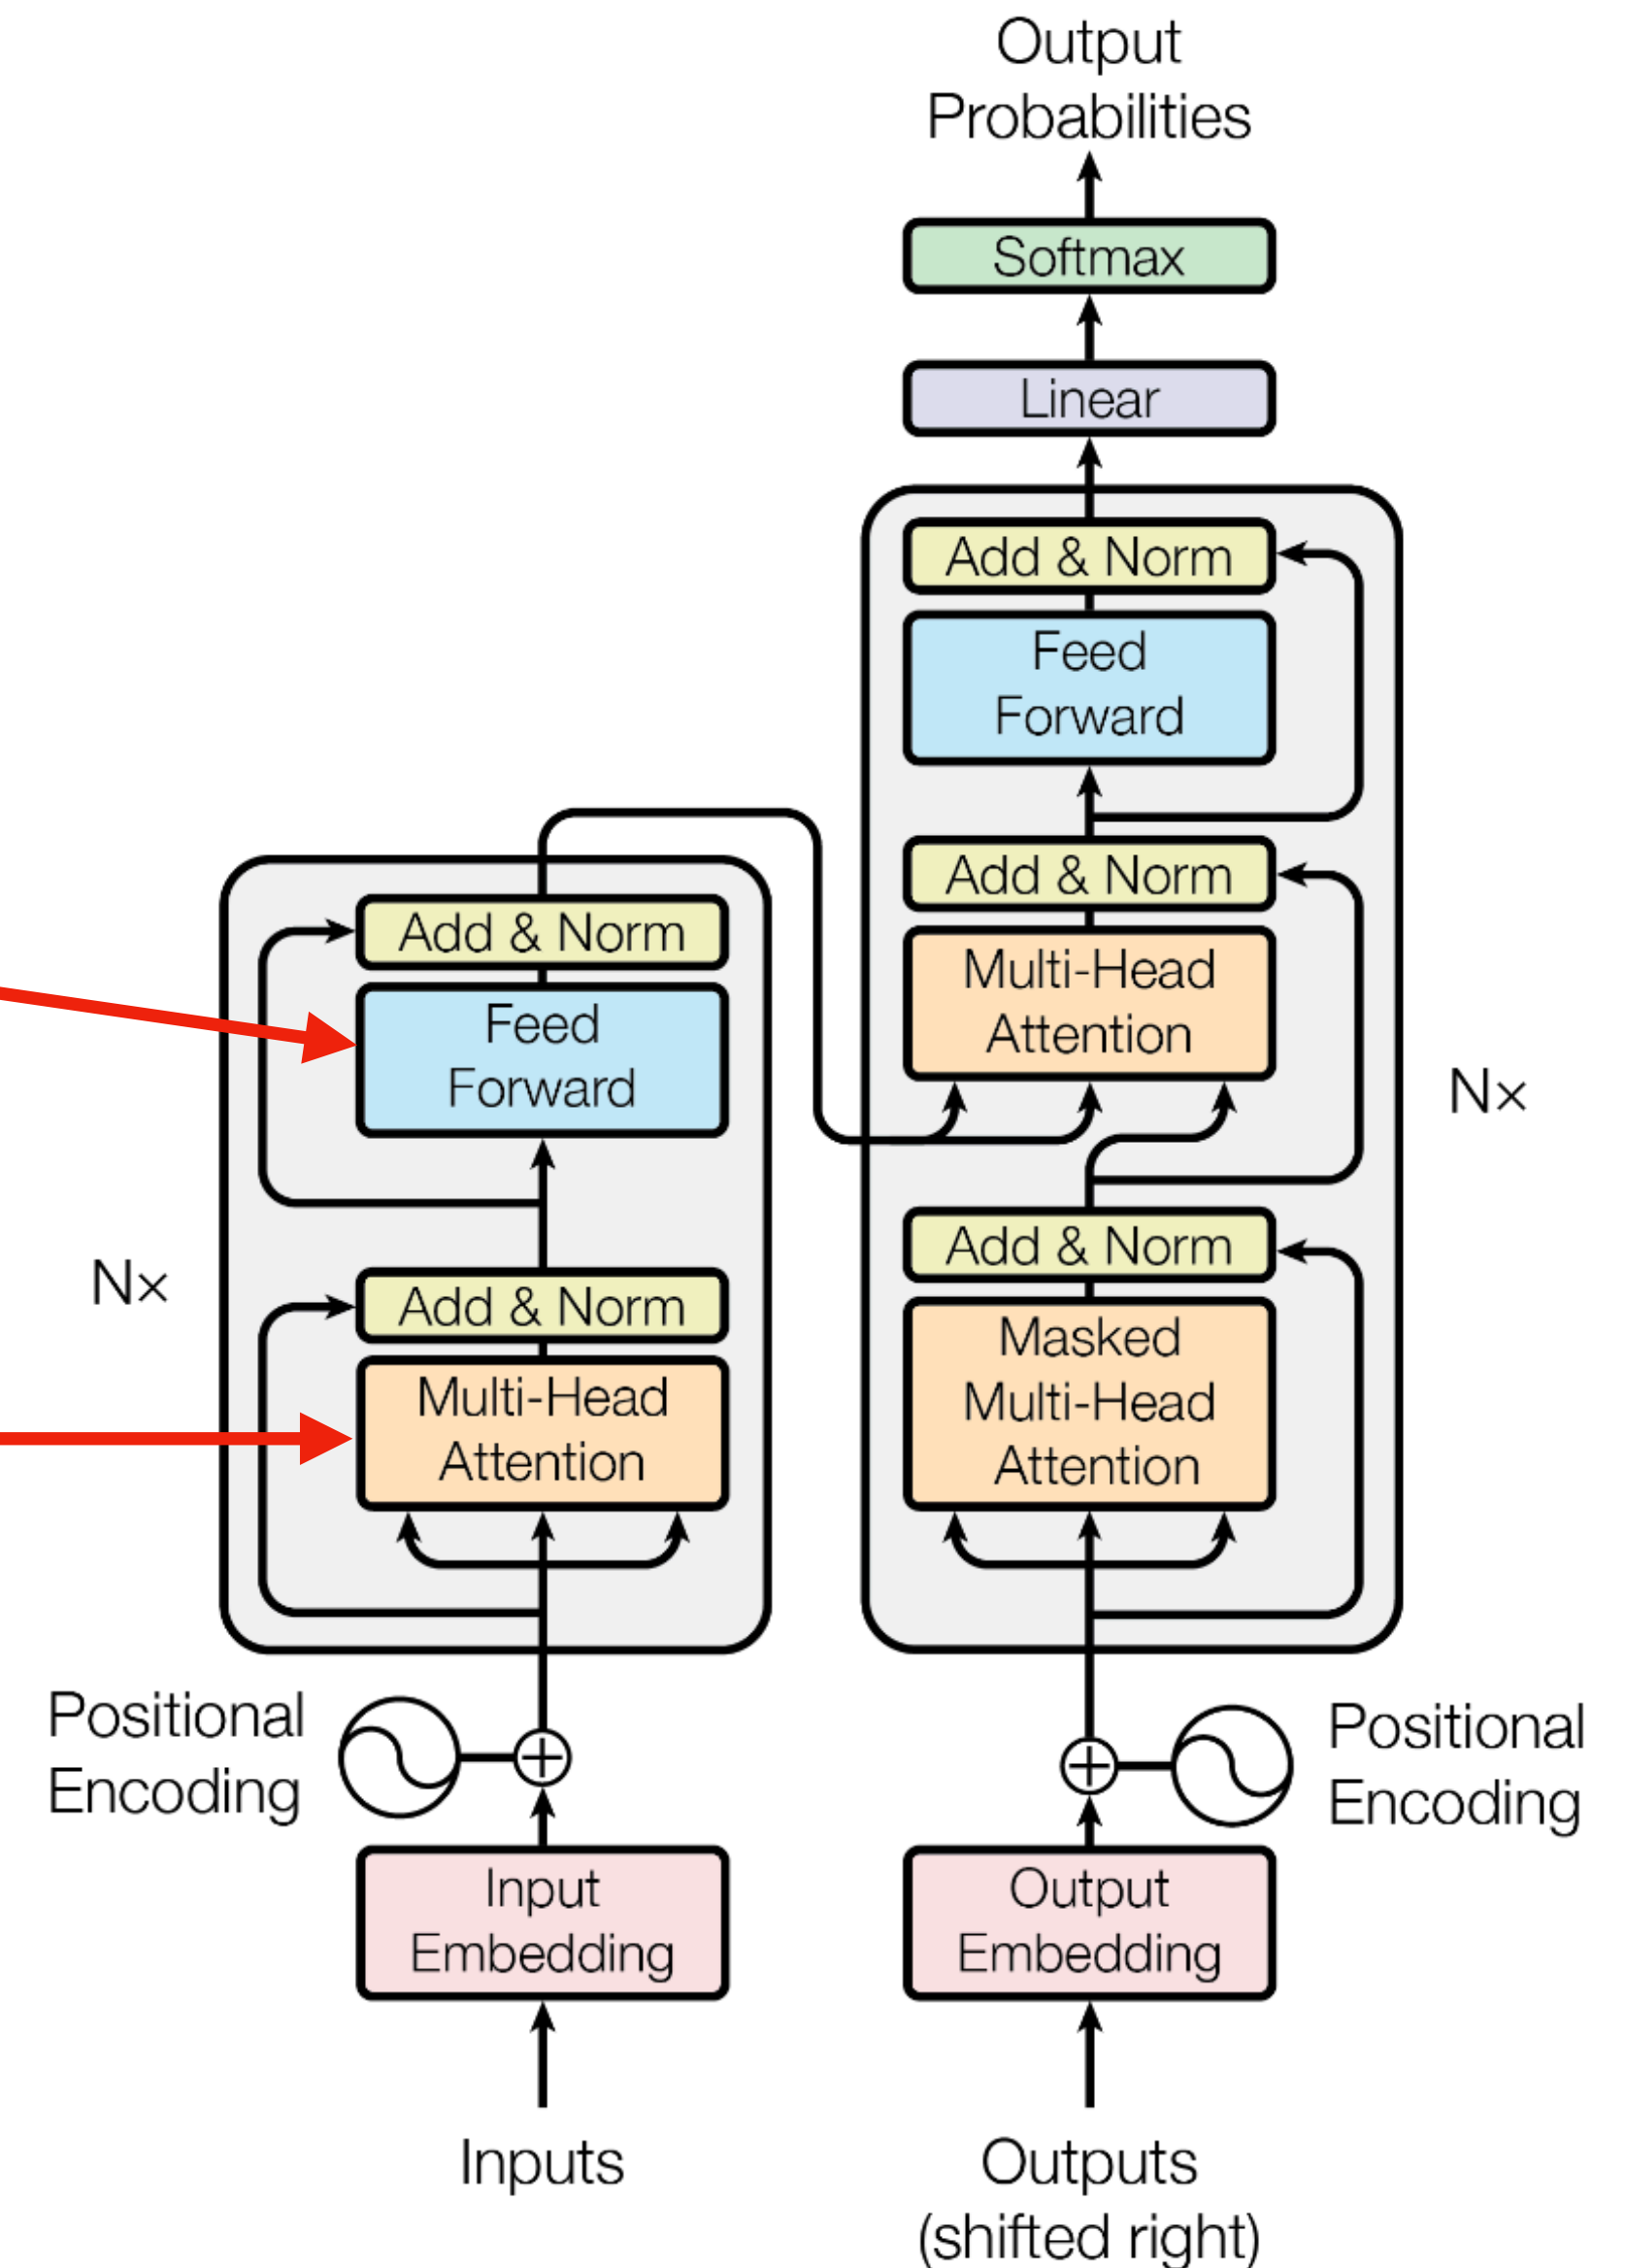 Output
Probabilities
Softmax
Linear
Add & Norm
Feed
Forward
Add & Norm
Multi-Head
Attention
Nx
Add & Norm
Masked
Multi-Head
Attention
Add & Norm
Feed
Forward
Nx
Add & Norm
Multi-Head
Attention
Positional
Encoding
Positional
Encoding
Input
Embedding
Output
Embedding
Inputs
Outputs
(shifted right)